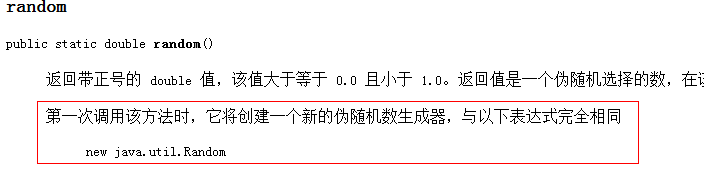 random
public static double random()
返回带正号的 double 值，该值大于等于 0.0 且小于 1.0。返回值是一个伪随机选择的数，在
第一次调用该方法时，它将创建一个新的伪随机数生成器，与以下表达式完全相同
new java.util.Random